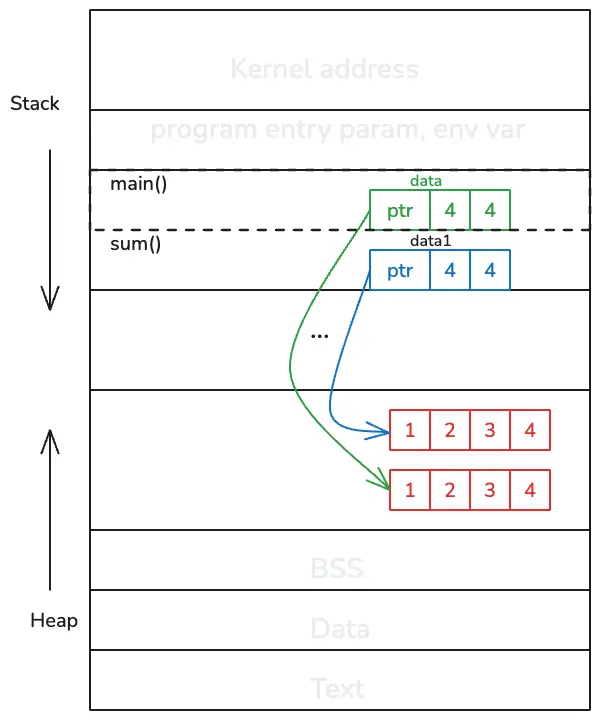 Kernel address
Stack
program entry param, env var
main()
data
ptr 4 4
sum()
data1
ptr 4 4
...
1 2 3 4
1 2 3 4
BSS
Heap
Data
Text